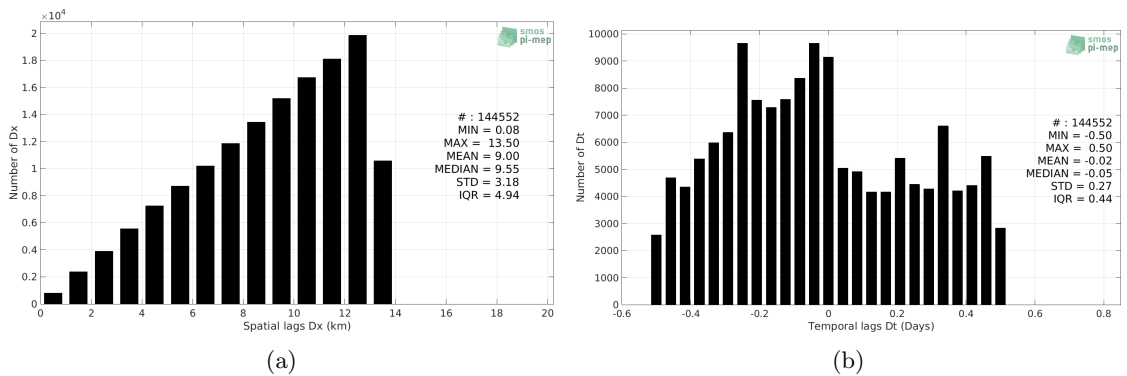 ×10⁴
smos
pi-mep
2
1.8
1.6
1.4
1.2
1
0.8
0.6
0.4
0.2
0
Number of Dx
# : 144552
MIN = 0.08
MAX = 13.50
MEAN = 9.00
MEDIAN = 9.55
STD = 3.18
IQR = 4.94
0 2 4 6 8 10 12 14 16 18 20
Spatial lags Dx (km)
(a)
smos
pi-mep
10000
9000
8000
7000
6000
5000
4000
3000
2000
1000
0
Number of Dt
# : 144552
MIN = -0.50
MAX = 0.50
MEAN = -0.02
MEDIAN = -0.05
STD = 0.27
IQR = 0.44
-0.6 -0.4 -0.2 0 0.2 0.4 0.6 0.8
Temporal lags Dt (Days)
(b)